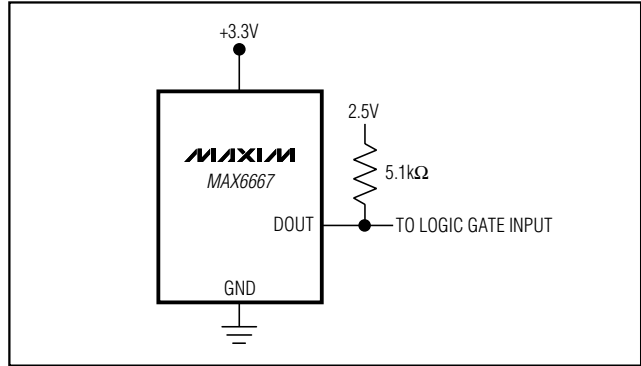 +3.3V
2.5V
MAXIM
MAX6667
5.1kΩ
DOUT
TO LOGIC GATE INPUT
GND